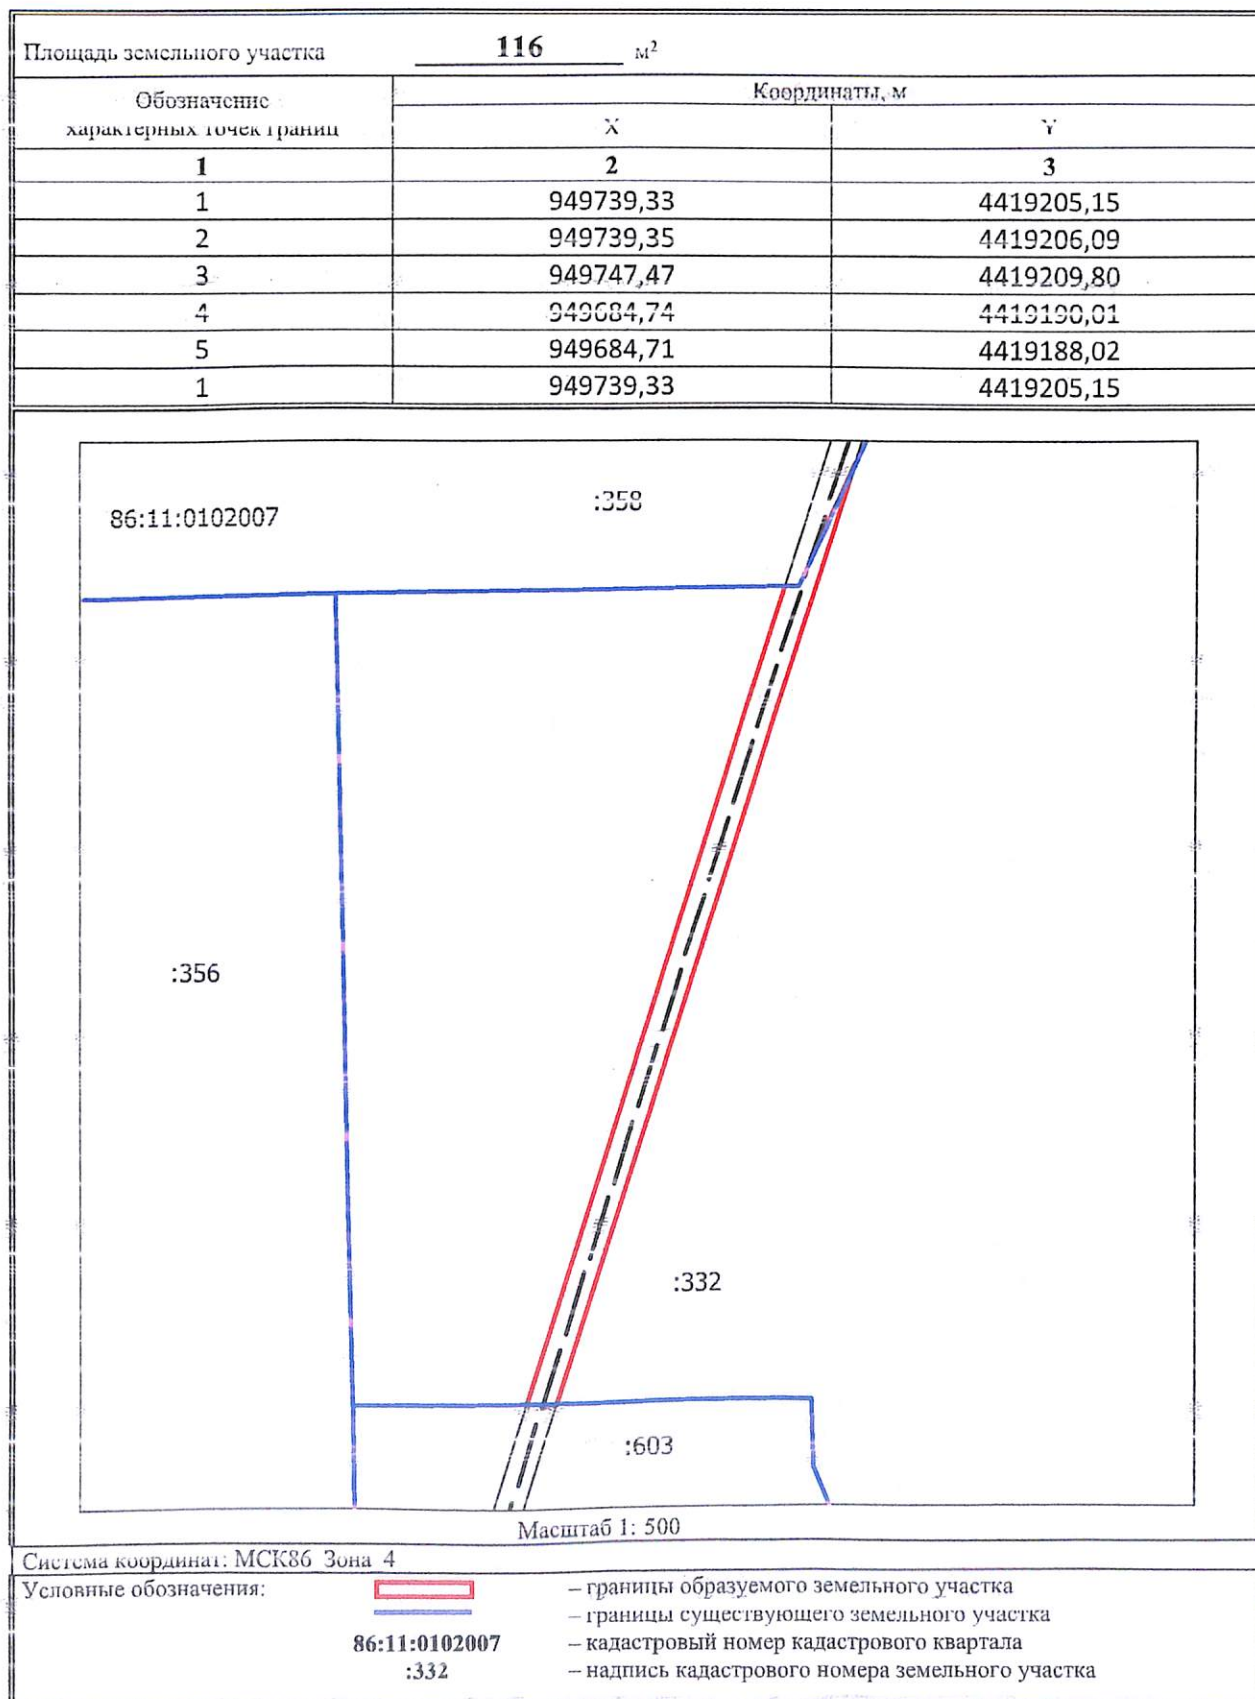 Площадь земельного участка 116 м²
Обозначение характерных точек границ
Координаты, м
X Y
1 2 3
1 949739,33 4419205,15
2 949739,35 4419206,09
3 949747,47 4419209,80
4 949684,74 4419190,01
5 949684,71 4419188,02
1 949739,33 4419205,15
:358
86:11:0102007
:356
:332
:603
Масштаб 1: 500
Система координат: МСК86 Зона 4
Условные обозначения: – границы образуемого земельного участка
– границы существующего земельного участка
86:11:0102007 – кадастровый номер кадастрового квартала
:332 – надпись кадастрового номера земельного участка